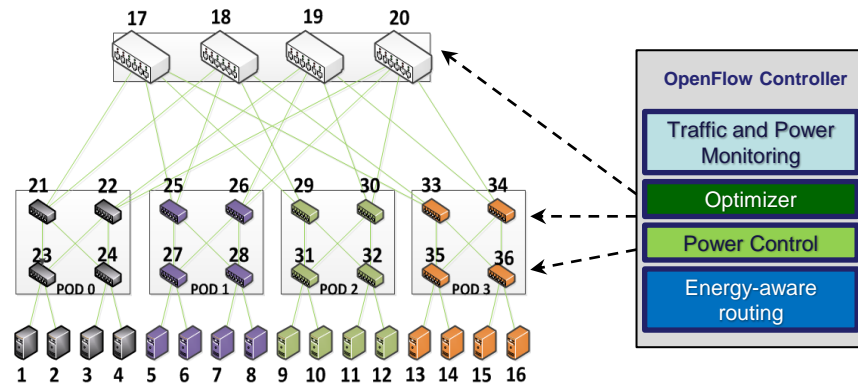 17 18 19 20
OpenFlow Controller
Traffic and Power
Monitoring
Optimizer
Power Control
Energy-aware
routing
21 22 25 26 29 30 33 34
23 24 27 28 31 32 35 36
POD 0 POD 1 POD 2 POD 3
1 2 3 4 5 6 7 8 9 10 11 12 13 14 15 16